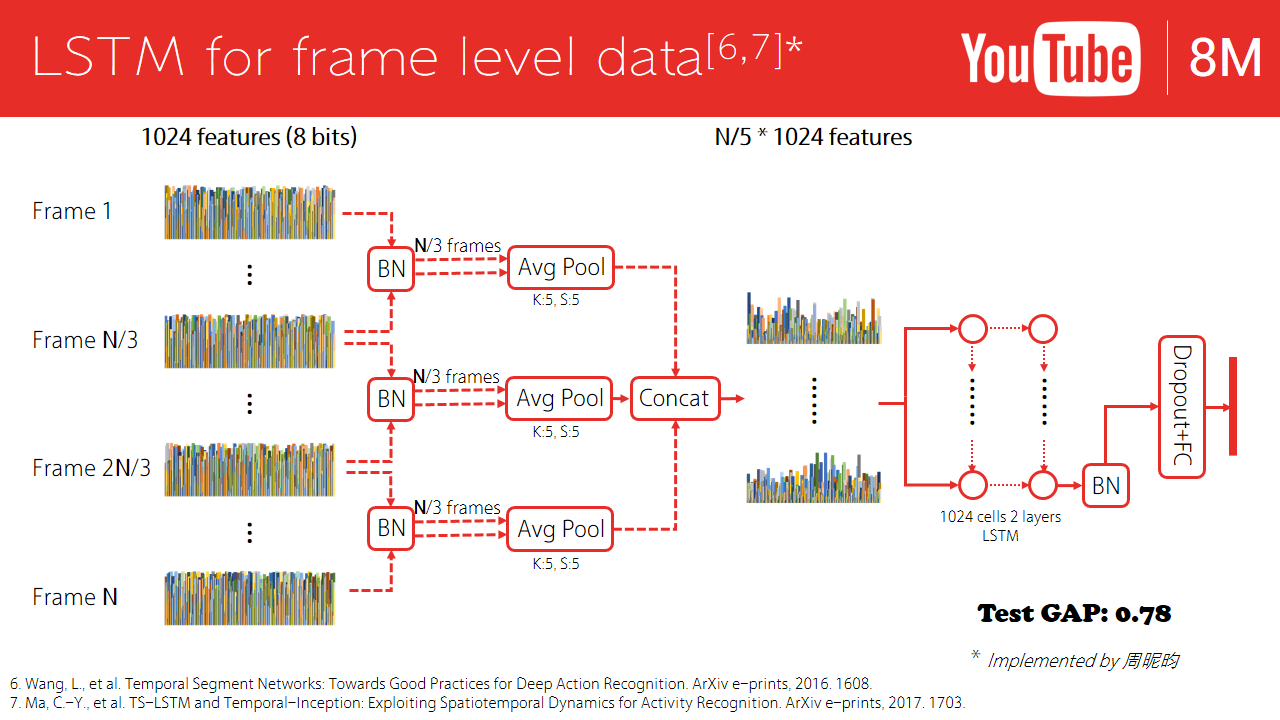 LSTM for frame level data[6,7]*
YouTube 8M
1024 features (8 bits)
N/5 * 1024 features
Frame 1
Frame N/3
Frame 2N/3
Frame N
BN
N/3 frames
Avg Pool
K:5, S:5
BN
N/3 frames
Avg Pool
K:5, S:5
BN
N/3 frames
Avg Pool
K:5, S:5
Concat
1024 cells 2 layers
LSTM
BN
Dropout+FC
Test GAP: 0.78
* Implemented by 周昵昀
6. Wang, L., et al. Temporal Segment Networks: Towards Good Practices for Deep Action Recognition. ArXiv e-prints, 2016. 1608.
7. Ma, C.-Y., et al. TS-LSTM and Temporal-Inception: Exploiting Spatiotemporal Dynamics for Activity Recognition. ArXiv e-prints, 2017. 1703.